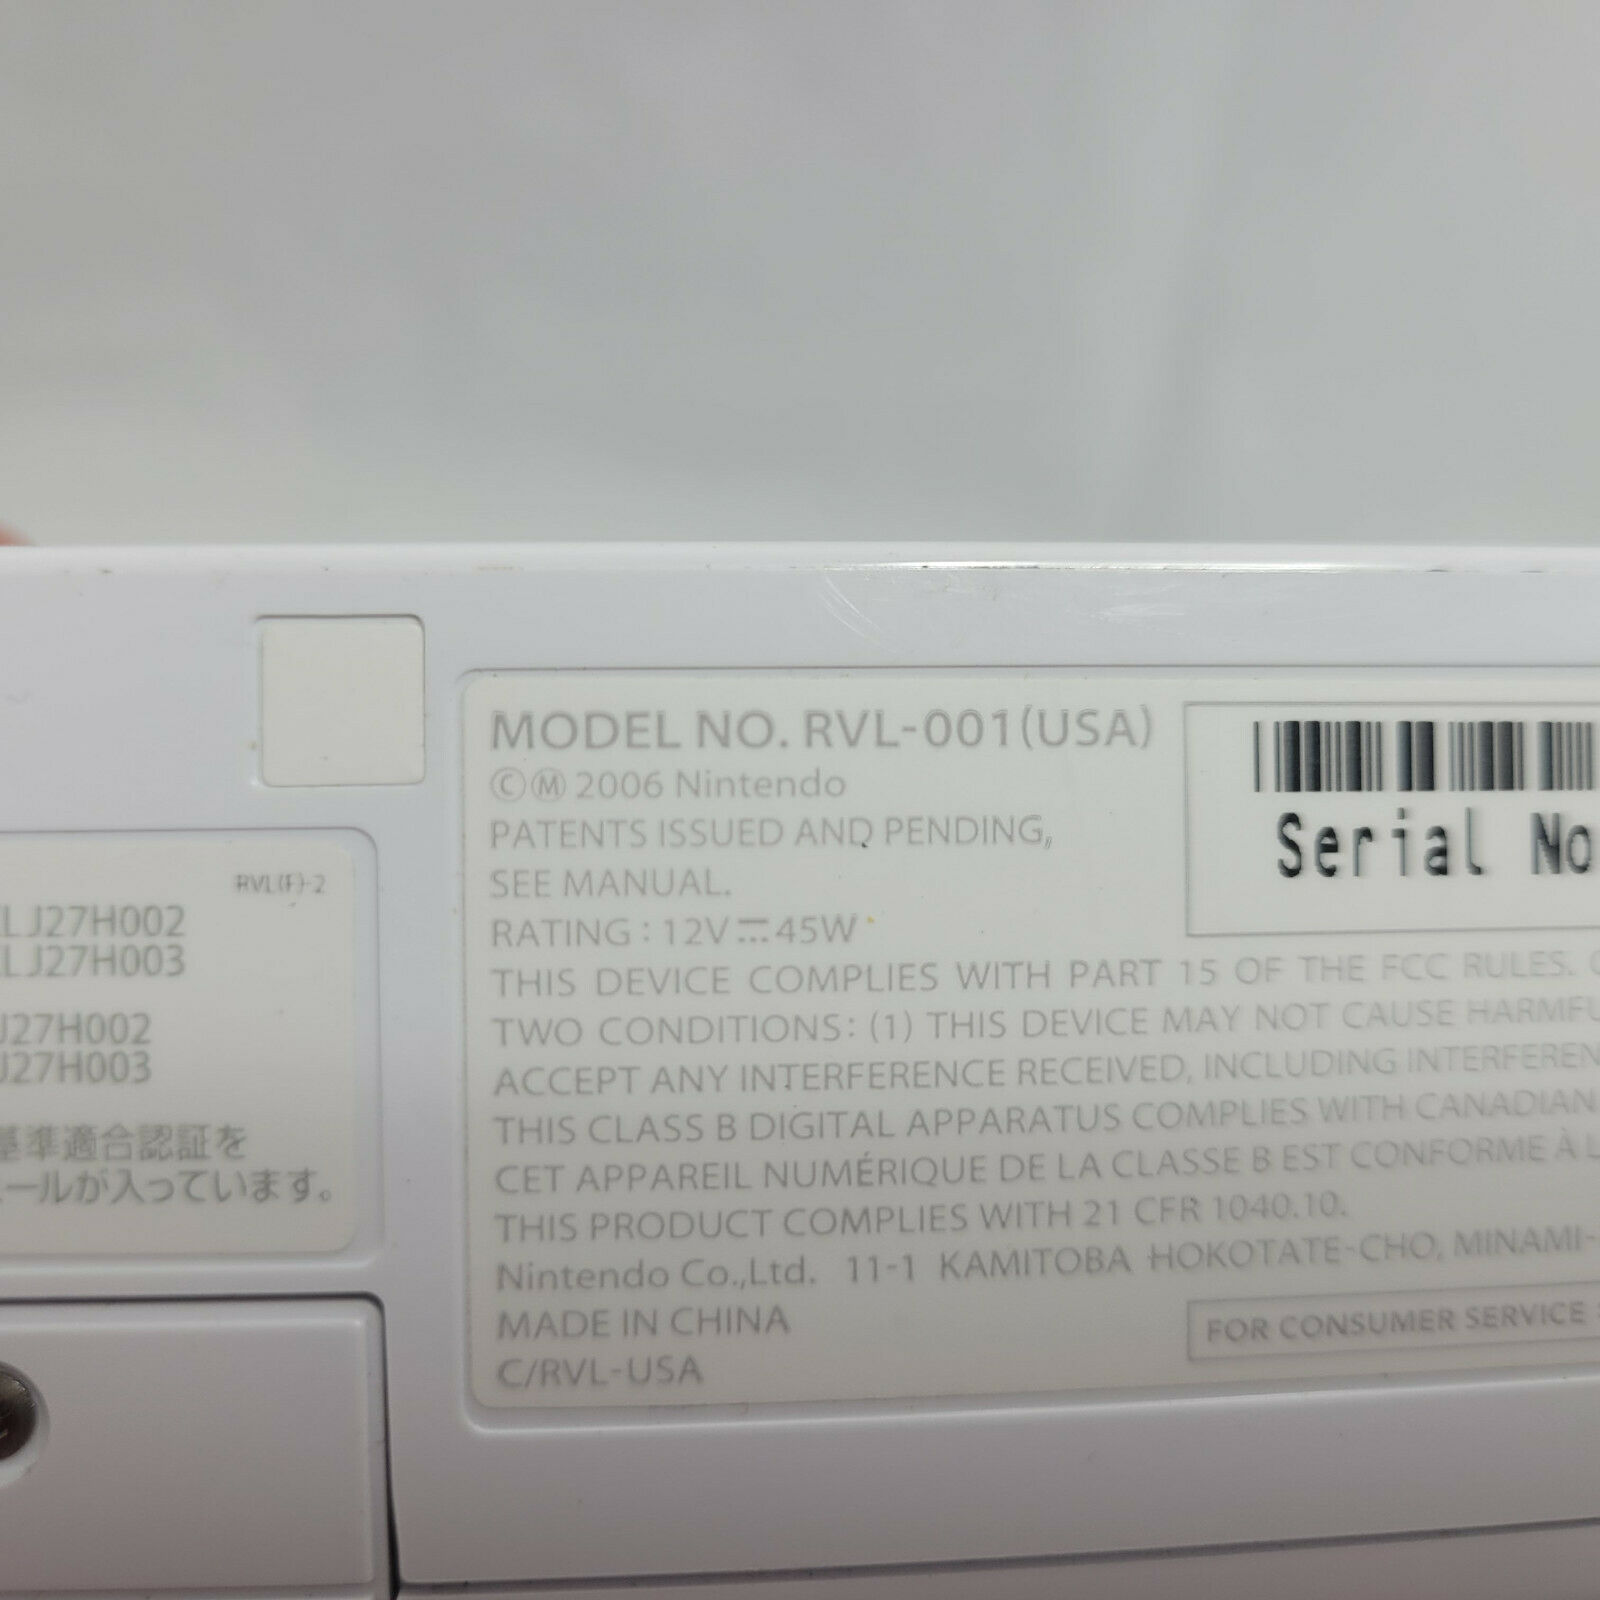 RVL(F)-2
LJ27H002
LJ27H003
J27H002
J27H003
基準適合認証を
ールが入っています。
MODEL NO. RVL-001(USA)
ⒸⓂ 2006 Nintendo
PATENTS ISSUED AND PENDING,
SEE MANUAL.
RATING : 12V ⎓ 45W
THIS DEVICE COMPLIES WITH PART 15 OF THE FCC RULES.
TWO CONDITIONS: (1) THIS DEVICE MAY NOT CAUSE HARMFU
ACCEPT ANY INTERFERENCE RECEIVED, INCLUDING INTERFEREN
THIS CLASS B DIGITAL APPARATUS COMPLIES WITH CANADIAN
CET APPAREIL NUMÉRIQUE DE LA CLASSE B EST CONFORME À L
THIS PRODUCT COMPLIES WITH 21 CFR 1040.10.
Nintendo Co.,Ltd. 11-1 KAMITOBA HOKOTATE-CHO, MINAMI-
MADE IN CHINA
C/RVL-USA
Serial No
FOR CONSUMER SERVICE